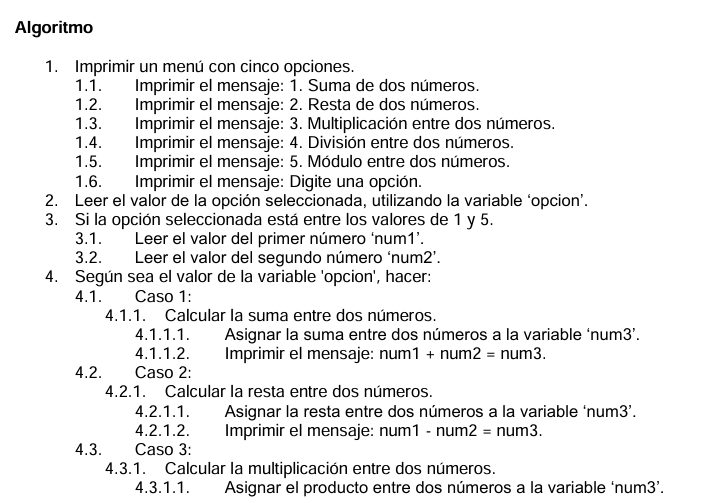 Algoritmo
1. Imprimir un menú con cinco opciones.
1.1. Imprimir el mensaje: 1. Suma de dos números.
1.2. Imprimir el mensaje: 2. Resta de dos números.
1.3. Imprimir el mensaje: 3. Multiplicación entre dos números.
1.4. Imprimir el mensaje: 4. División entre dos números.
1.5. Imprimir el mensaje: 5. Módulo entre dos números.
1.6. Imprimir el mensaje: Digite una opción.
2. Leer el valor de la opción seleccionada, utilizando la variable ‘opcion’.
3. Si la opción seleccionada está entre los valores de 1 y 5.
3.1. Leer el valor del primer número ‘num1’.
3.2. Leer el valor del segundo número ‘num2’.
4. Según sea el valor de la variable 'opcion', hacer:
4.1. Caso 1:
4.1.1. Calcular la suma entre dos números.
4.1.1.1. Asignar la suma entre dos números a la variable ‘num3’.
4.1.1.2. Imprimir el mensaje: num1 + num2 = num3.
4.2. Caso 2:
4.2.1. Calcular la resta entre dos números.
4.2.1.1. Asignar la resta entre dos números a la variable ‘num3’.
4.2.1.2. Imprimir el mensaje: num1 - num2 = num3.
4.3. Caso 3:
4.3.1. Calcular la multiplicación entre dos números.
4.3.1.1. Asignar el producto entre dos números a la variable ‘num3’.